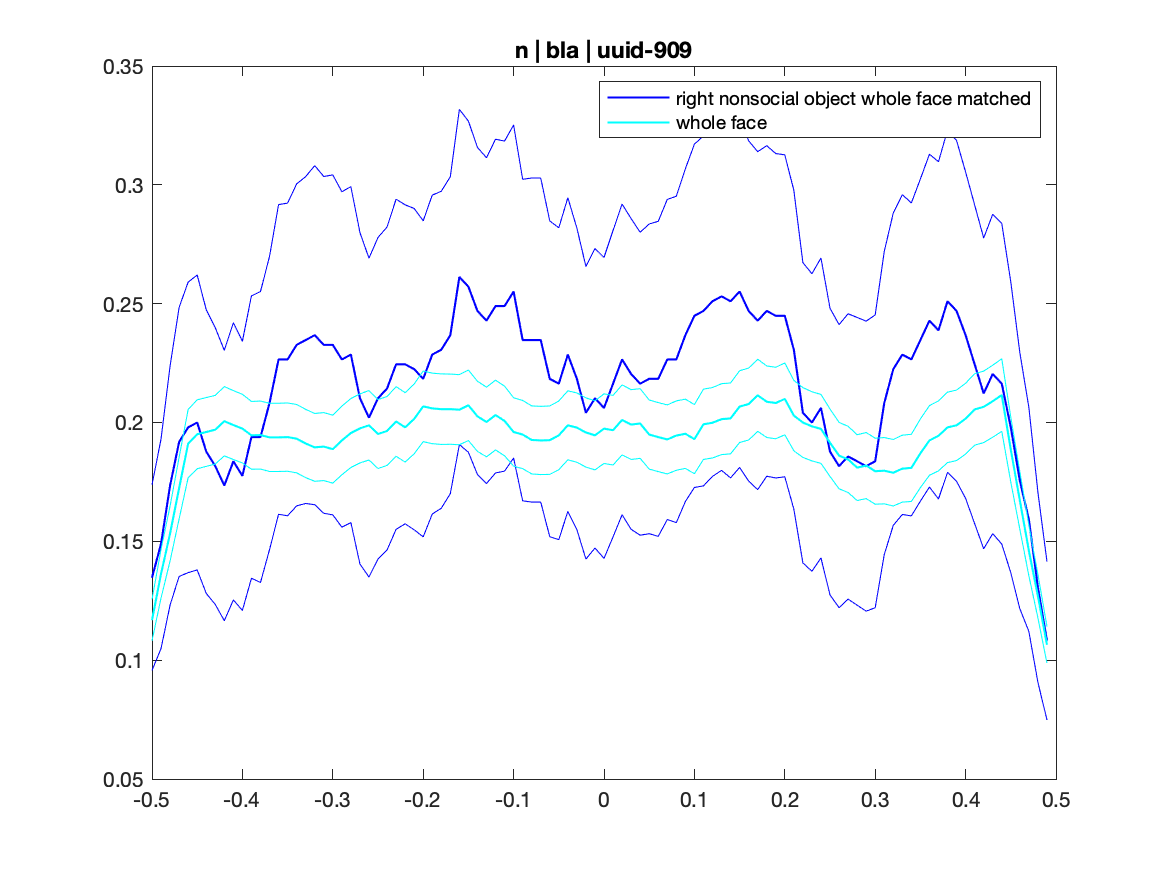 n | bla | uuid-909
0.35
0.3
0.25
0.2
0.15
0.1
0.05
right nonsocial object whole face matched
whole face
-0.5 -0.4 -0.3 -0.2 -0.1 0 0.1 0.2 0.3 0.4 0.5